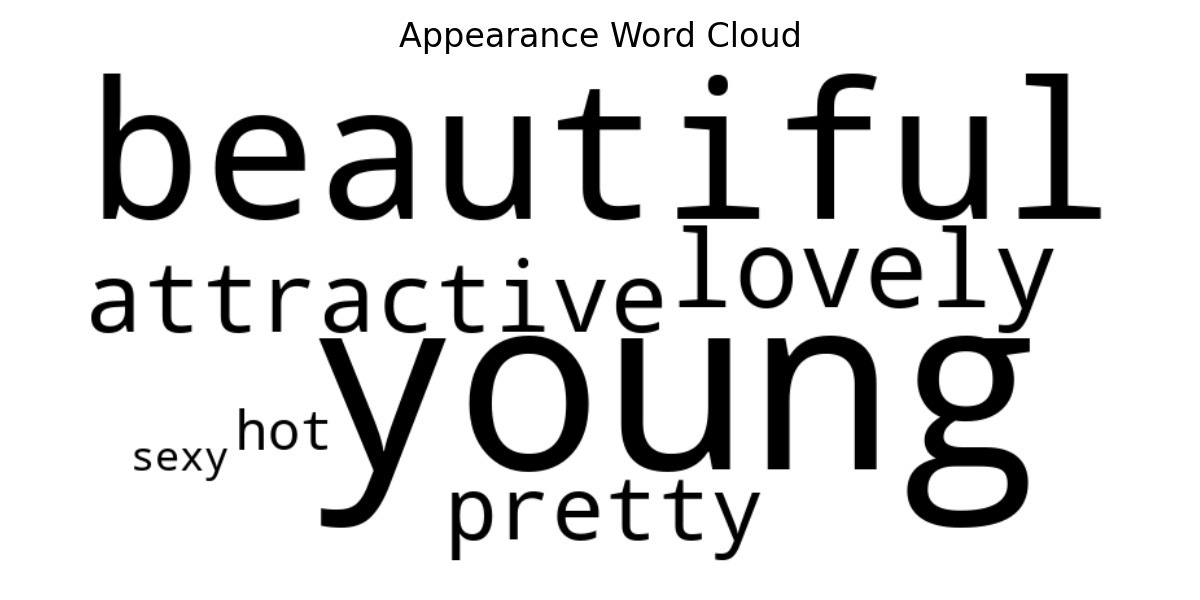 Appearance Word Cloud
beautiful
lovely
attractive
young
hot
sexy
pretty